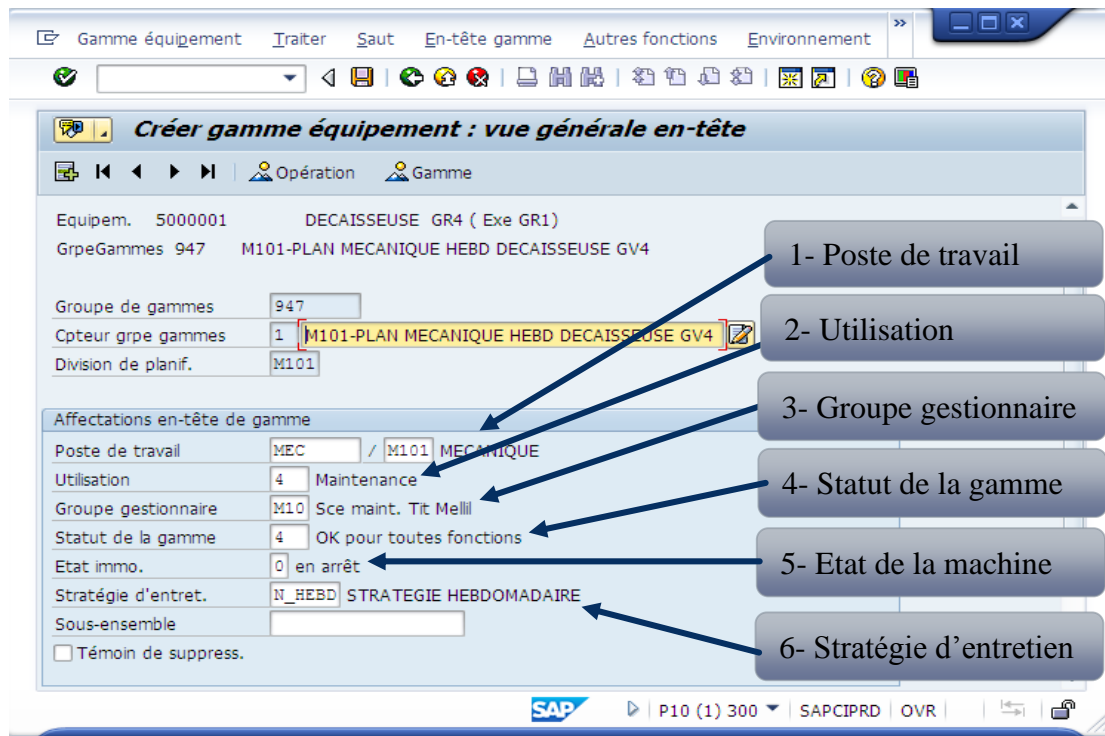 Gamme équipement Traiter Saut En-tête gamme Autres fonctions Environnement »
Créer gamme équipement : vue générale en-tête
Opération Gamme
Equipem. 5000001 DECAISSEUSE GR4 ( Exe GR1)
GrpeGammes 947 M101-PLAN MECANIQUE HEBD DECAISSEUSE GV4
1- Poste de travail
Groupe de gammes 947
Cpteur grpe gammes 1 M101-PLAN MECANIQUE HEBD DECAISSEUSE GV4
2- Utilisation
Division de planif. M101
3- Groupe gestionnaire
Affectations en-tête de gamme
Poste de travail MEC / M101 MECANIQUE
Utilisation 4 Maintenance
4- Statut de la gamme
Groupe gestionnaire M10 Sce maint. Tit Mellil
Statut de la gamme 4 OK pour toutes fonctions
5- Etat de la machine
Etat immo. 0 en arrêt
Stratégie d'entret. N_HEBD STRATEGIE HEBDOMADAIRE
Sous-ensemble
6- Stratégie d’entretien
Témoin de suppress.
SAP P10 (1) 300 SAPCIPRD OVR